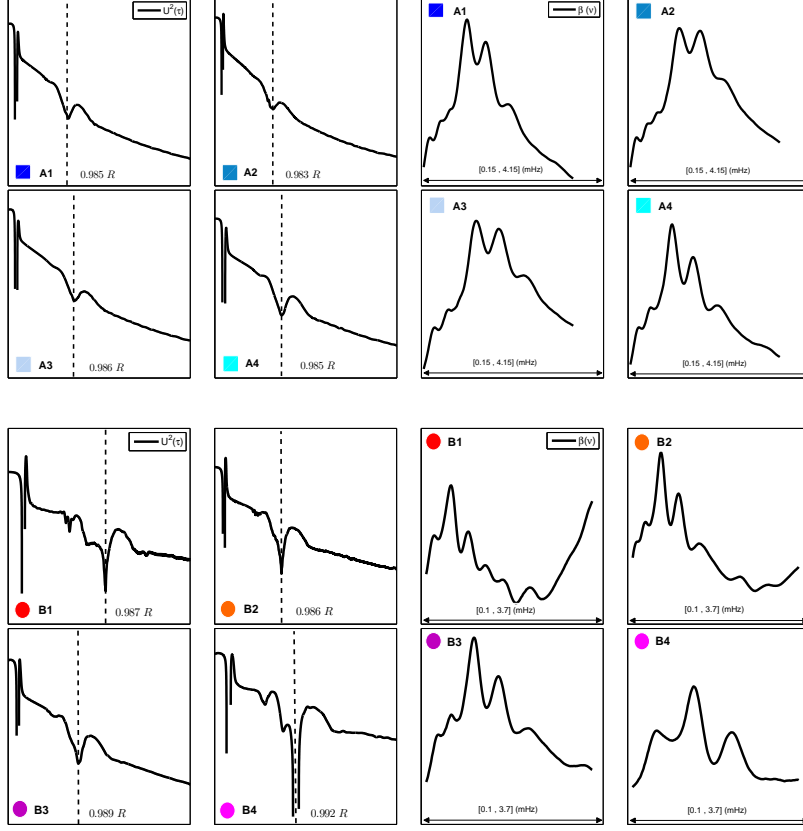 U²(τ)
A1
0.985 R
A2
0.983 R
β (ν)
A1
[0.15 , 4.15] (mHz)
A2
[0.15 , 4.15] (mHz)
A3
0.986 R
A4
0.985 R
A3
[0.15 , 4.15] (mHz)
A4
[0.15 , 4.15] (mHz)
U²(τ)
B1
0.987 R
B2
0.986 R
β(ν)
B1
[0.1 , 3.7] (mHz)
B2
[0.1 , 3.7] (mHz)
B3
0.989 R
B4
0.992 R
B3
[0.1 , 3.7] (mHz)
B4
[0.1 , 3.7] (mHz)